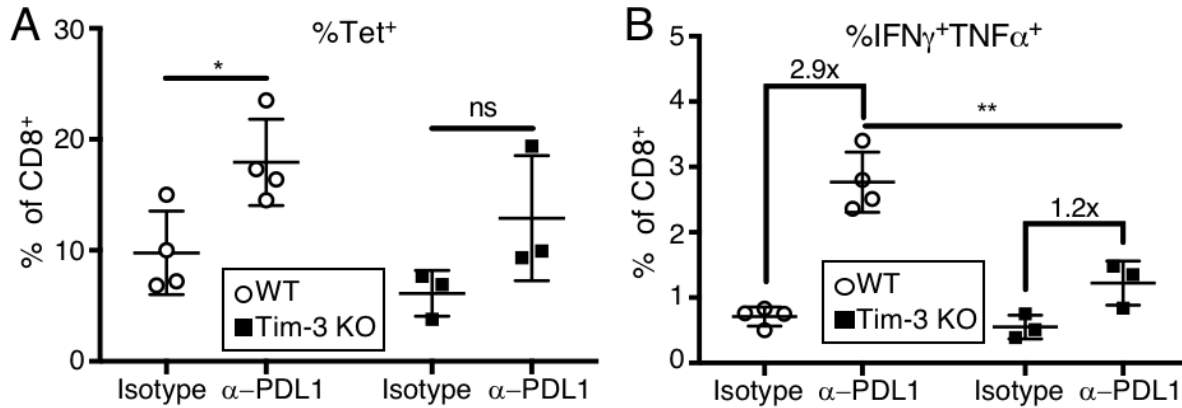 A
%Tet⁺
30
20
10
0
% of CD8⁺
*
ns
WT
Tim-3 KO
Isotype α–PDL1 Isotype α–PDL1
B
%IFNγ⁺TNFα⁺
5
4
3
2
1
0
% of CD8⁺
2.9x
**
1.2x
WT
Tim-3 KO
Isotype α–PDL1 Isotype α–PDL1